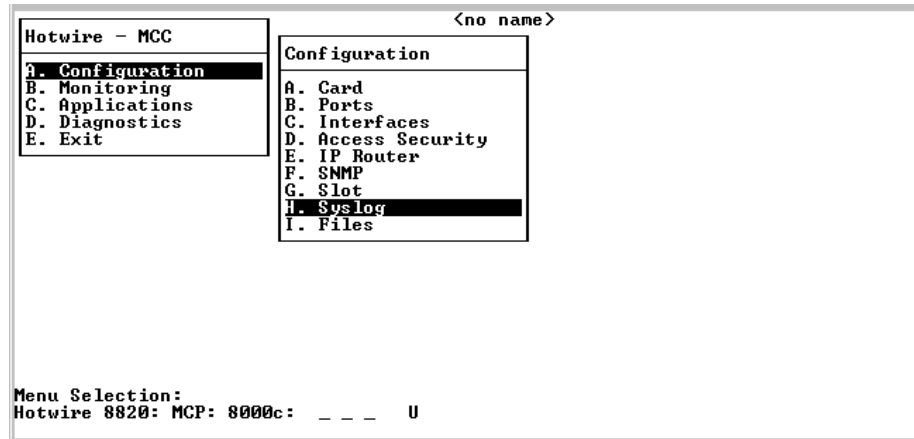 <no name>
Hotwire - MCC
A. Configuration
B. Monitoring
C. Applications
D. Diagnostics
E. Exit
Configuration
A. Card
B. Ports
C. Interfaces
D. Access Security
E. IP Router
F. SNMP
G. Slot
H. Syslog
I. Files
Menu Selection:
Hotwire 8820: MCP: 8000c: _ _ _ U